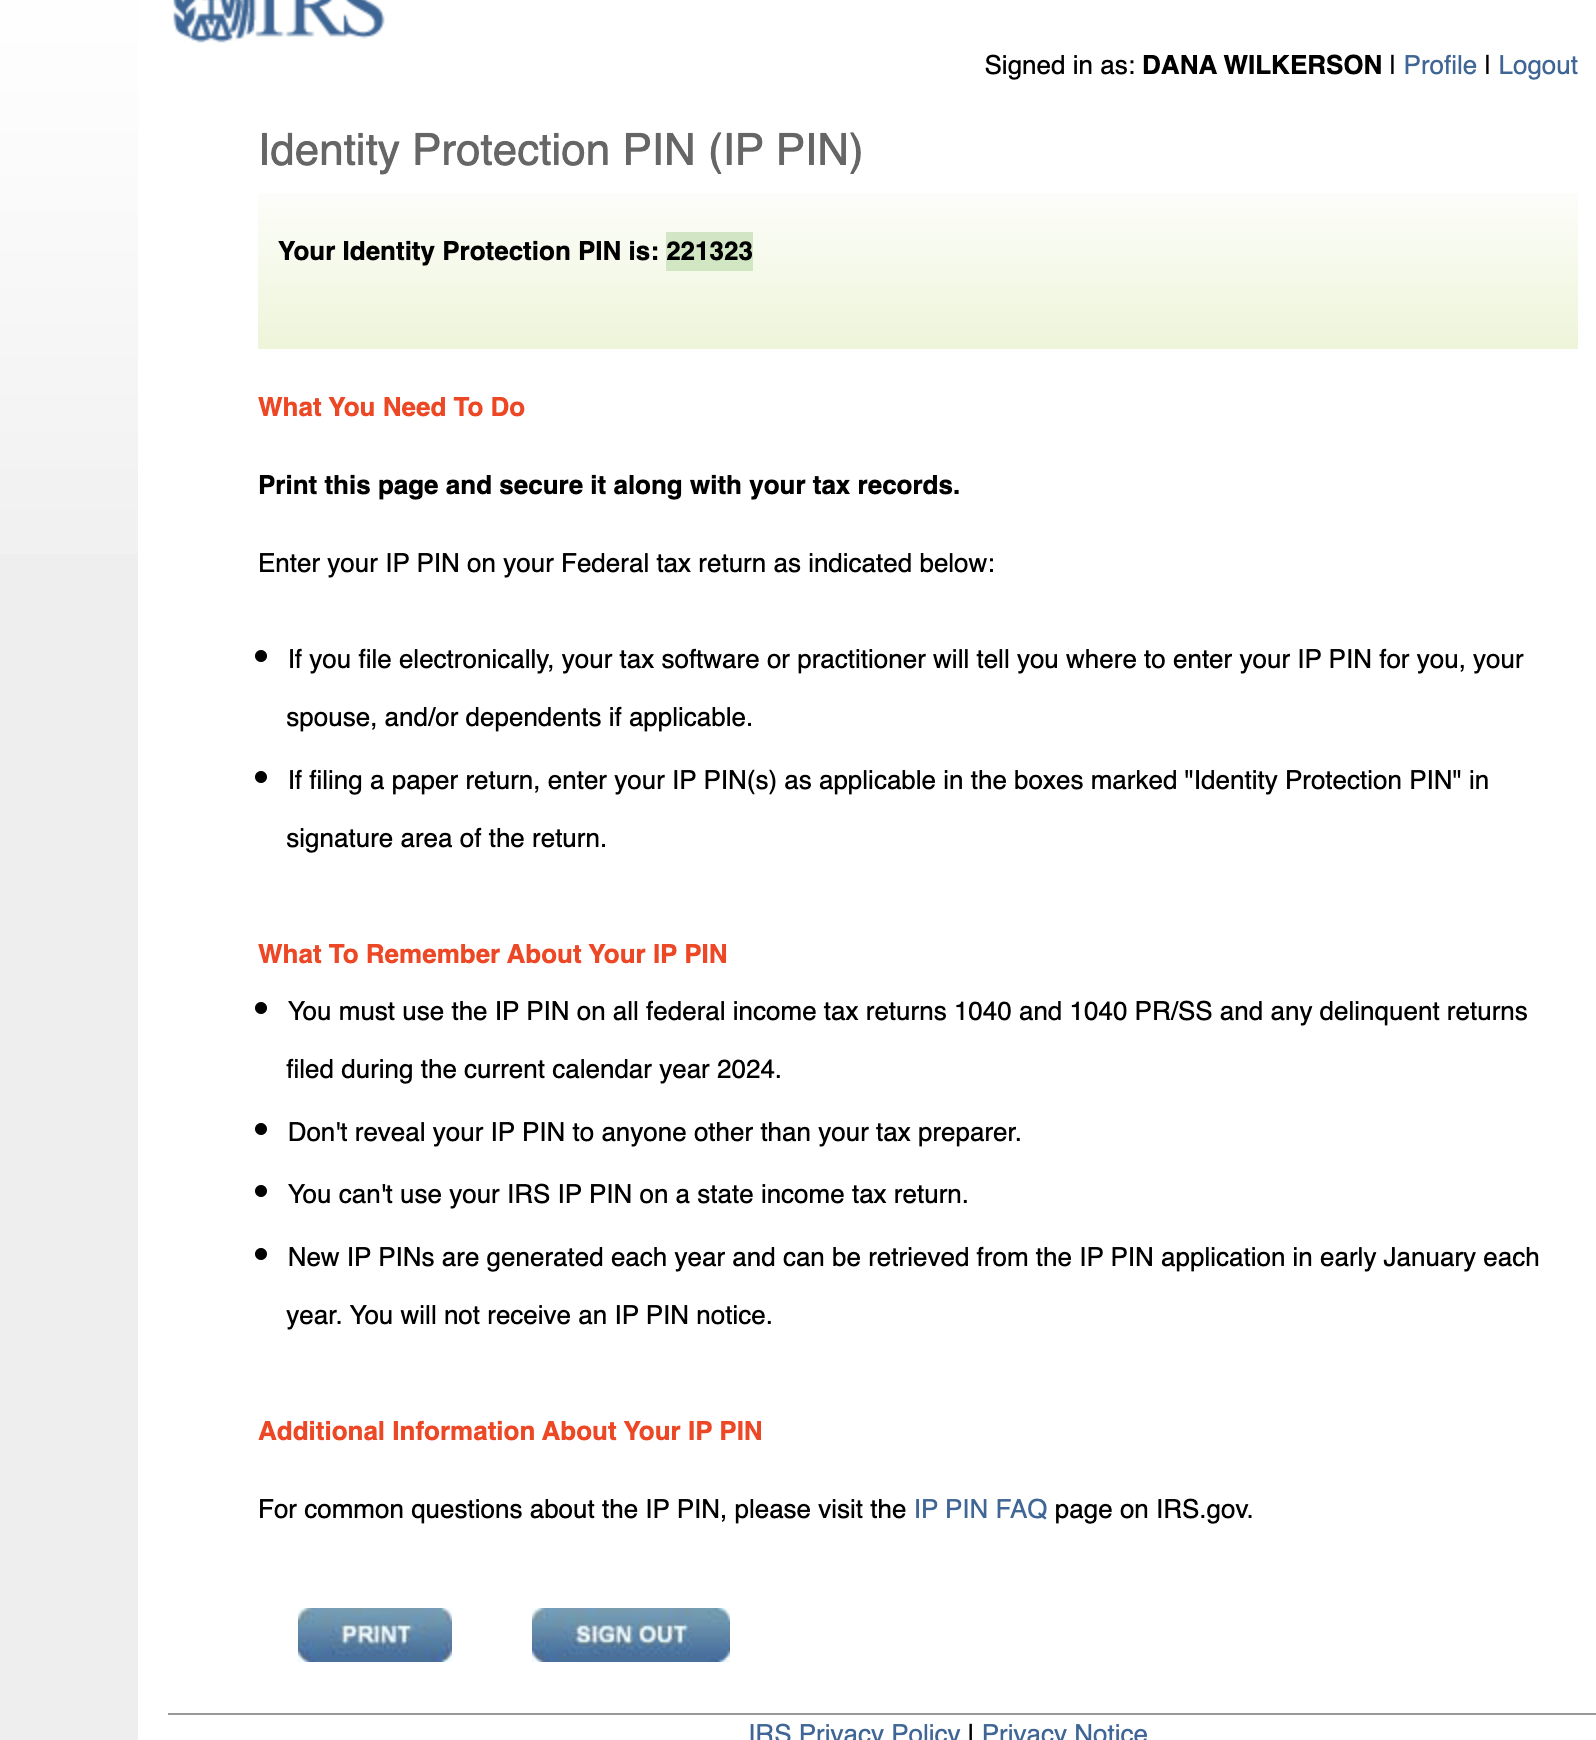 IRS
Signed in as: DANA WILKERSON | Profile | Logout
Identity Protection PIN (IP PIN)
Your Identity Protection PIN is: 221323
What You Need To Do
Print this page and secure it along with your tax records.
Enter your IP PIN on your Federal tax return as indicated below:
• If you file electronically, your tax software or practitioner will tell you where to enter your IP PIN for you, your
spouse, and/or dependents if applicable.
• If filing a paper return, enter your IP PIN(s) as applicable in the boxes marked "Identity Protection PIN" in
signature area of the return.
What To Remember About Your IP PIN
• You must use the IP PIN on all federal income tax returns 1040 and 1040 PR/SS and any delinquent returns
filed during the current calendar year 2024.
• Don't reveal your IP PIN to anyone other than your tax preparer.
• You can't use your IRS IP PIN on a state income tax return.
• New IP PINs are generated each year and can be retrieved from the IP PIN application in early January each
year. You will not receive an IP PIN notice.
Additional Information About Your IP PIN
For common questions about the IP PIN, please visit the IP PIN FAQ page on IRS.gov.
PRINT SIGN OUT
IRS Privacy Policy | Privacy Notice